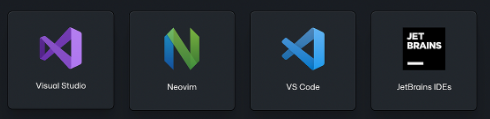 JET
BRAINS
Visual Studio
Neovim
VS Code
JetBrains IDEs